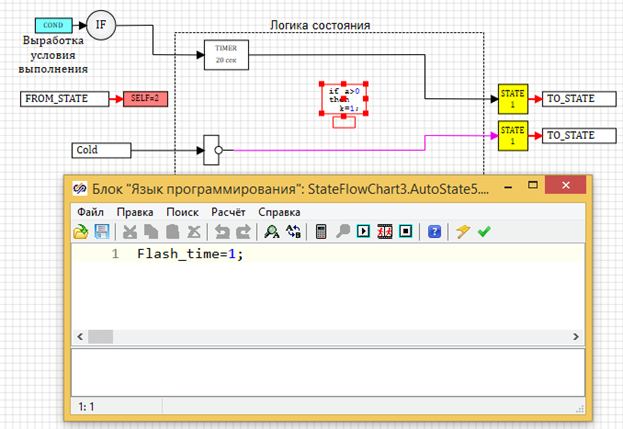 COND
IF
Выработка
условия
выполнения
Логика состояния
TIMER
20 сек
FROM_STATE
SELF=2
if a>0
then
k=1;
STATE
1
TO_STATE
STATE
1
TO_STATE
Cold
Блок "Язык программирования": StateFlowChart3.AutoState5....
Файл Правка Поиск Расчёт Справка
1 Flash_time=1;
1: 1